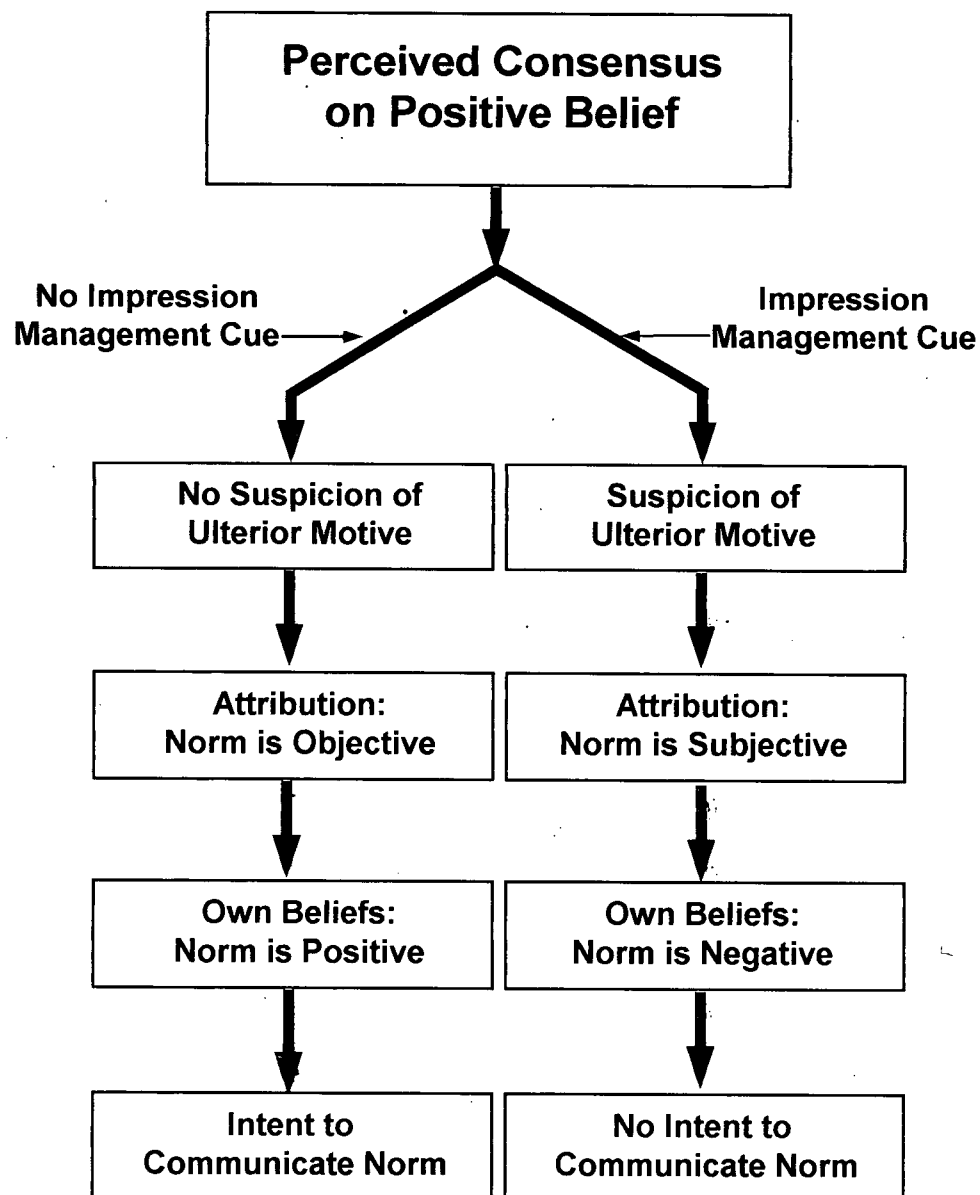 Perceived Consensus
on Positive Belief
No Impression
Management Cue
Impression
Management Cue
No Suspicion of
Ulterior Motive
Suspicion of
Ulterior Motive
Attribution:
Norm is Objective
Attribution:
Norm is Subjective
Own Beliefs:
Norm is Positive
Own Beliefs:
Norm is Negative
Intent to
Communicate Norm
No Intent to
Communicate Norm